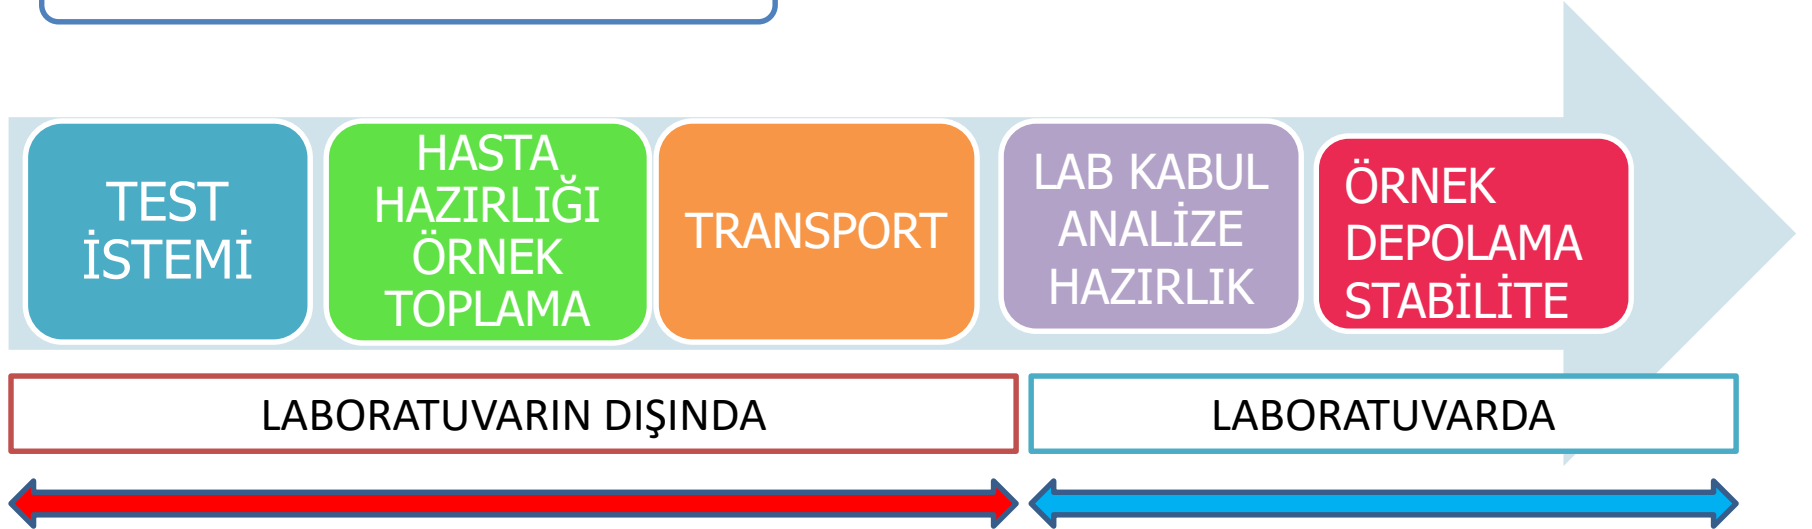 TEST
İSTEMİ
HASTA
HAZIRLIĞI
ÖRNEK
TOPLAMA
TRANSPORT
LAB KABUL
ANALİZE
HAZIRLIK
ÖRNEK
DEPOLAMA
STABİLİTE
LABORATUVARIN DIŞINDA
LABORATUVARDA